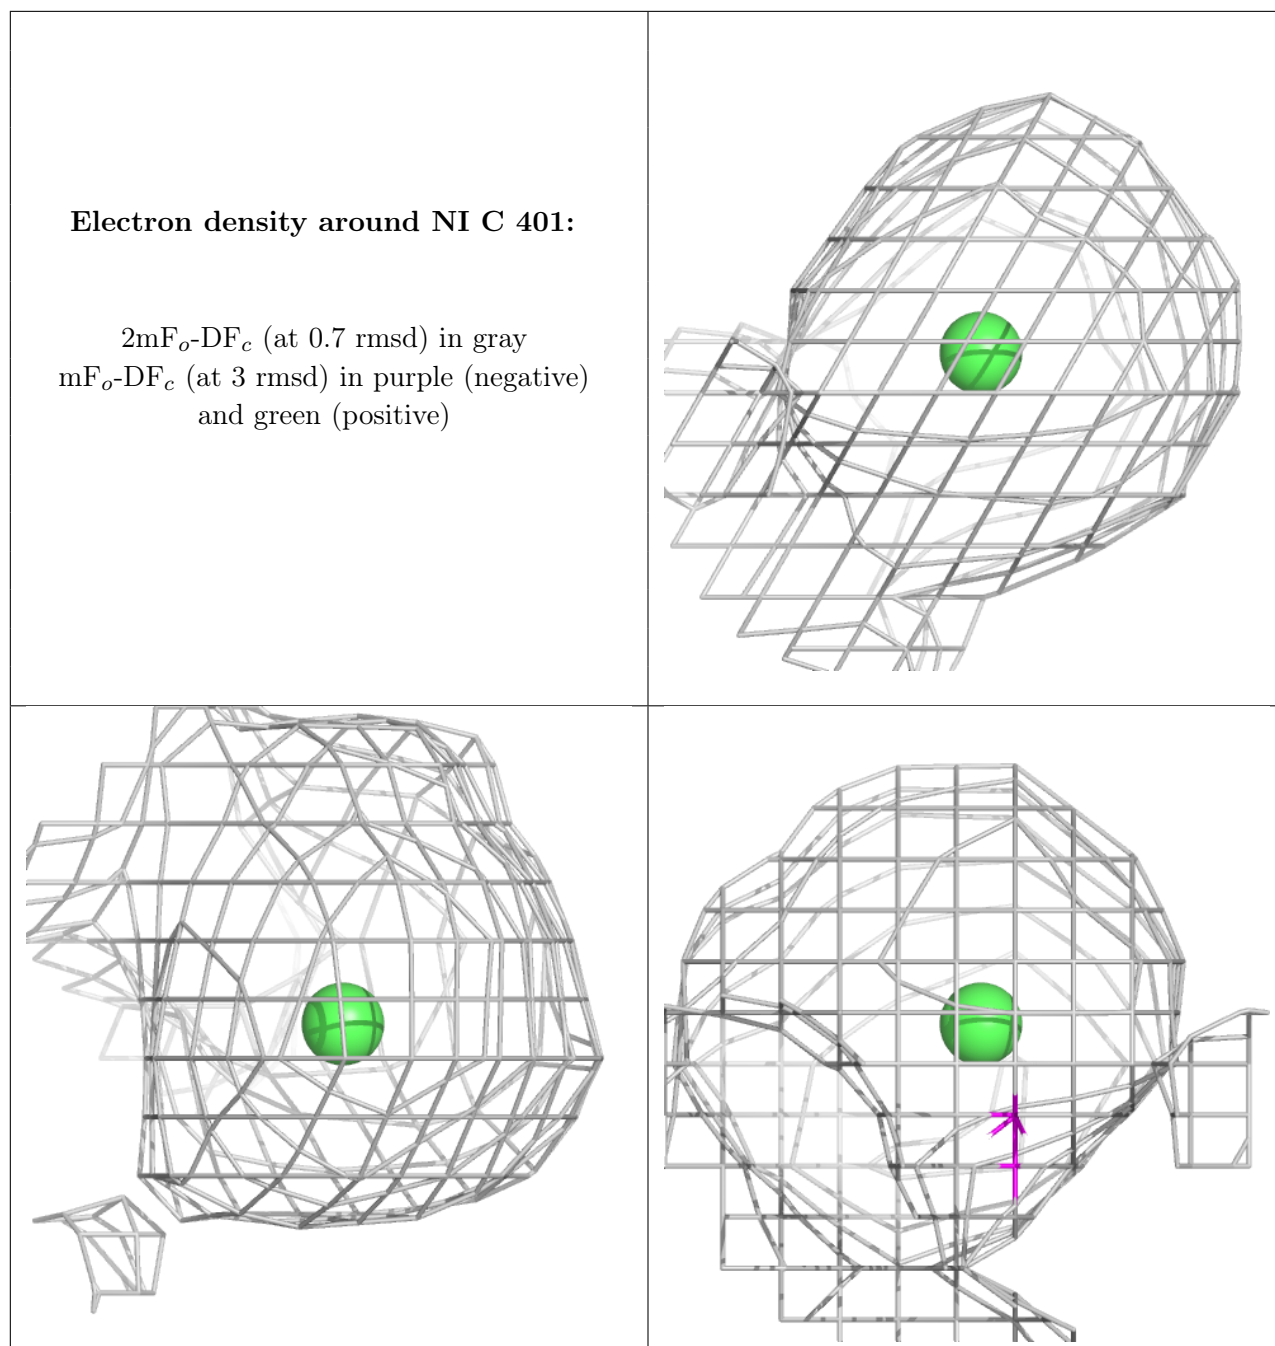 Electron density around NI C 401:
2mFo-DFc (at 0.7 rmsd) in gray
mFo-DFc (at 3 rmsd) in purple (negative)
and green (positive)